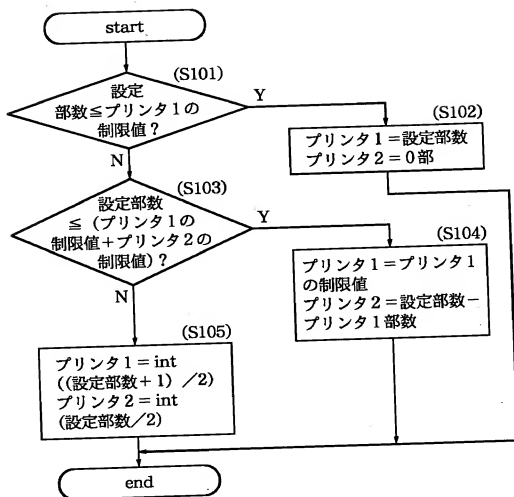 start
(S101)
設定
部数≦プリンタ1の
制限値？
Y
N
(S102)
プリンタ1＝設定部数
プリンタ2＝0部
(S103)
設定部数
≦（プリンタ1の
制限値＋プリンタ2の
制限値）？
Y
N
(S104)
プリンタ1＝プリンタ1
の制限値
プリンタ2＝設定部数－
プリンタ1部数
(S105)
プリンタ1＝int
((設定部数＋1）／2)
プリンタ2＝int
(設定部数／2)
end